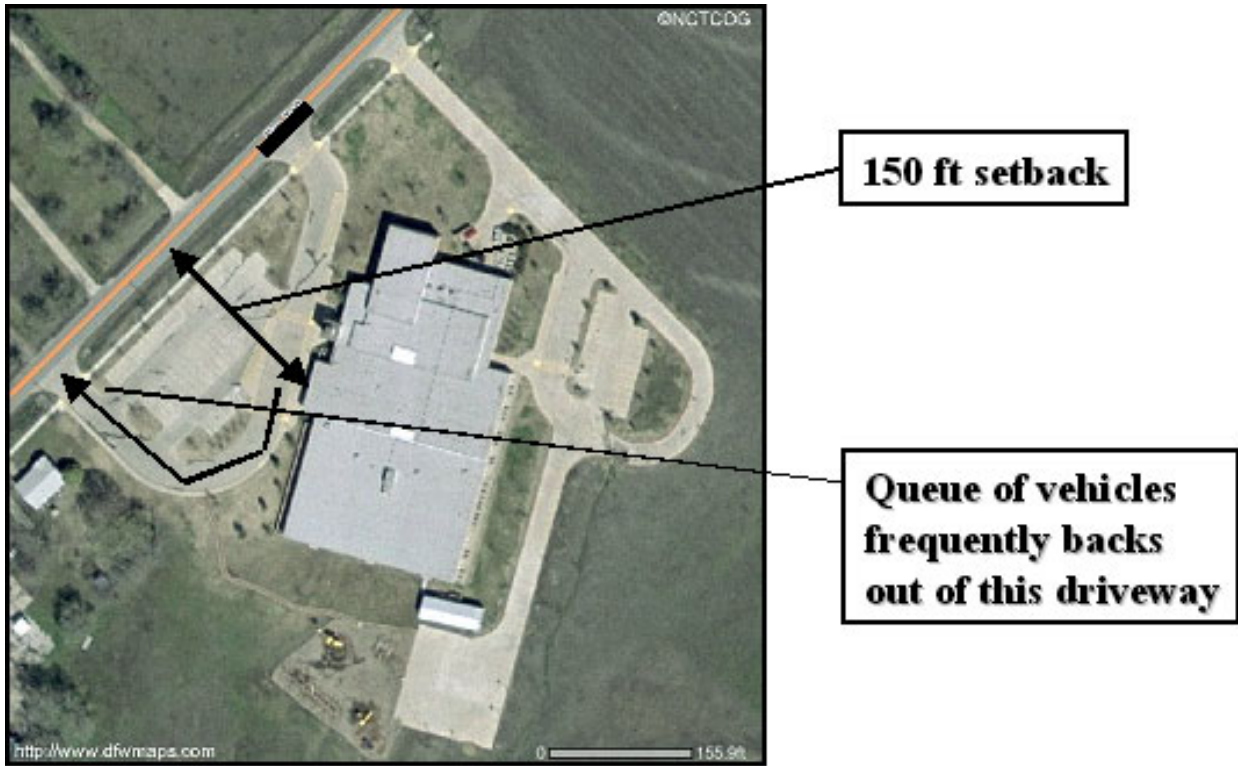 ©NCTCOG
150 ft setback
Queue of vehicles
frequently backs
out of this driveway
http://www.dfwmaps.com
0 155.9ft